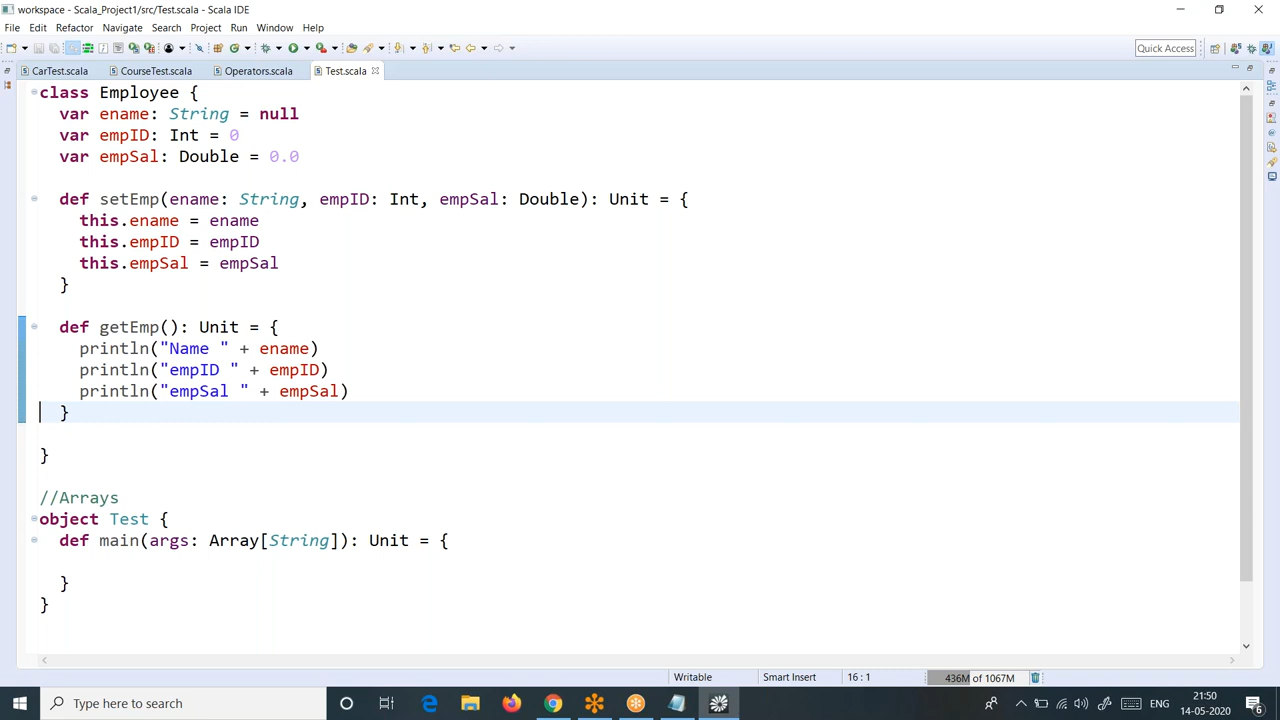 workspace - Scala_Project1/src/Test.scala - Scala IDE
File Edit Refactor Navigate Search Project Run Window Help
Quick Access
CarTest.scala CourseTest.scala Operators.scala Test.scala
class Employee {
var ename: String = null
var empID: Int = 0
var empSal: Double = 0.0
def setEmp(ename: String, empID: Int, empSal: Double): Unit = {
this.ename = ename
this.empID = empID
this.empSal = empSal
}
def getEmp(): Unit = {
println("Name " + ename)
println("empID " + empID)
println("empSal " + empSal)
}
}
//Arrays
object Test {
def main(args: Array[String]): Unit = {
}
}
Writable Smart Insert 16 : 1 436M of 1067M
Type here to search
ENG
21:50
14-05-2020
6